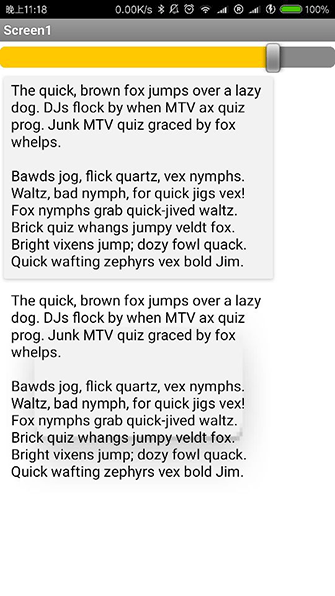 晚上11:18 0.00K/s 100%
Screen1
The quick, brown fox jumps over a lazy
dog. DJs flock by when MTV ax quiz
prog. Junk MTV quiz graced by fox
whelps.
Bawds jog, flick quartz, vex nymphs.
Waltz, bad nymph, for quick jigs vex!
Fox nymphs grab quick-jived waltz.
Brick quiz whangs jumpy veldt fox.
Bright vixens jump; dozy fowl quack.
Quick wafting zephyrs vex bold Jim.
The quick, brown fox jumps over a lazy
dog. DJs flock by when MTV ax quiz
prog. Junk MTV quiz graced by fox
whelps.
Bawds jog, flick quartz, vex nymphs.
Waltz, bad nymph, for quick jigs vex!
Fox nymphs grab quick-jived waltz.
Brick quiz whangs jumpy veldt fox.
Bright vixens jump; dozy fowl quack.
Quick wafting zephyrs vex bold Jim.